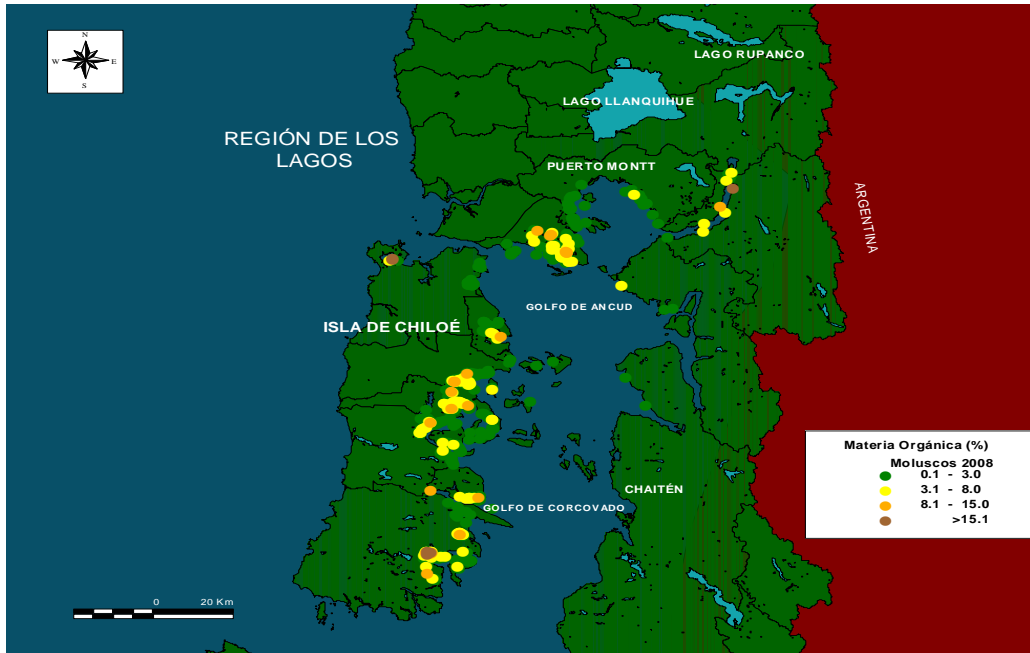 N
W E
S
LAGO RUPANCO
LAGO LLANQUIHUE
REGIÓN DE LOS
LAGOS
PUERTO MONTT
ARGENTINA
GOLFO DE ANCUD
ISLA DE CHILOÉ
CHAITÉN
GOLFO DE CORCOVADO
Materia Orgánica (%)
Moluscos 2008
0.1 - 3.0
3.1 - 8.0
8.1 - 15.0
>15.1
0 20 Km